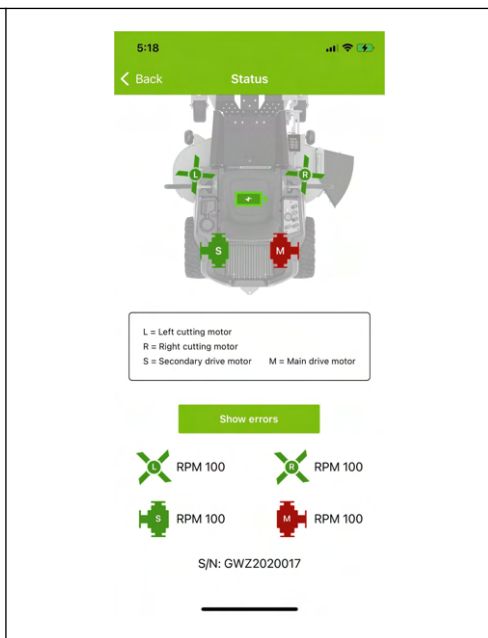 5:18
Back Status
L R
S M
L = Left cutting motor
R = Right cutting motor
S = Secondary drive motor M = Main drive motor
Show errors
L RPM 100 R RPM 100
S RPM 100 M RPM 100
S/N: GWZ2020017